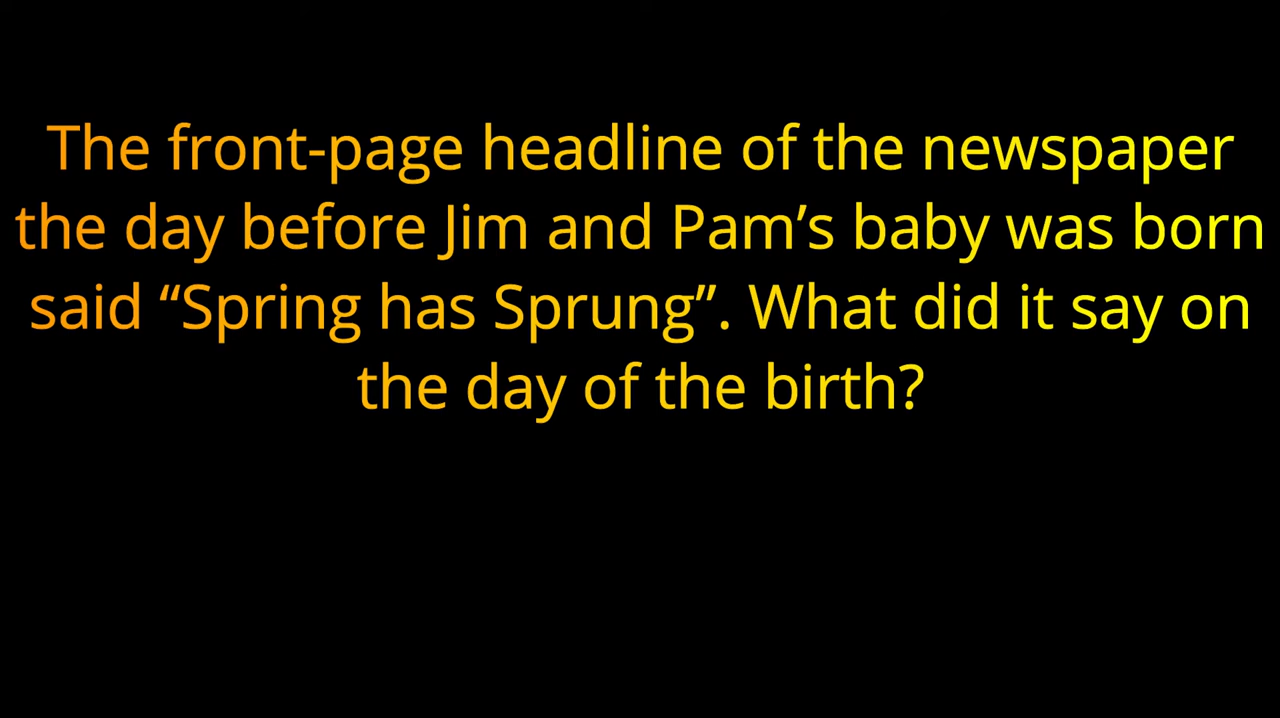 The front-page headline of the newspaper
the day before Jim and Pam’s baby was born
said “Spring has Sprung”. What did it say on
the day of the birth?